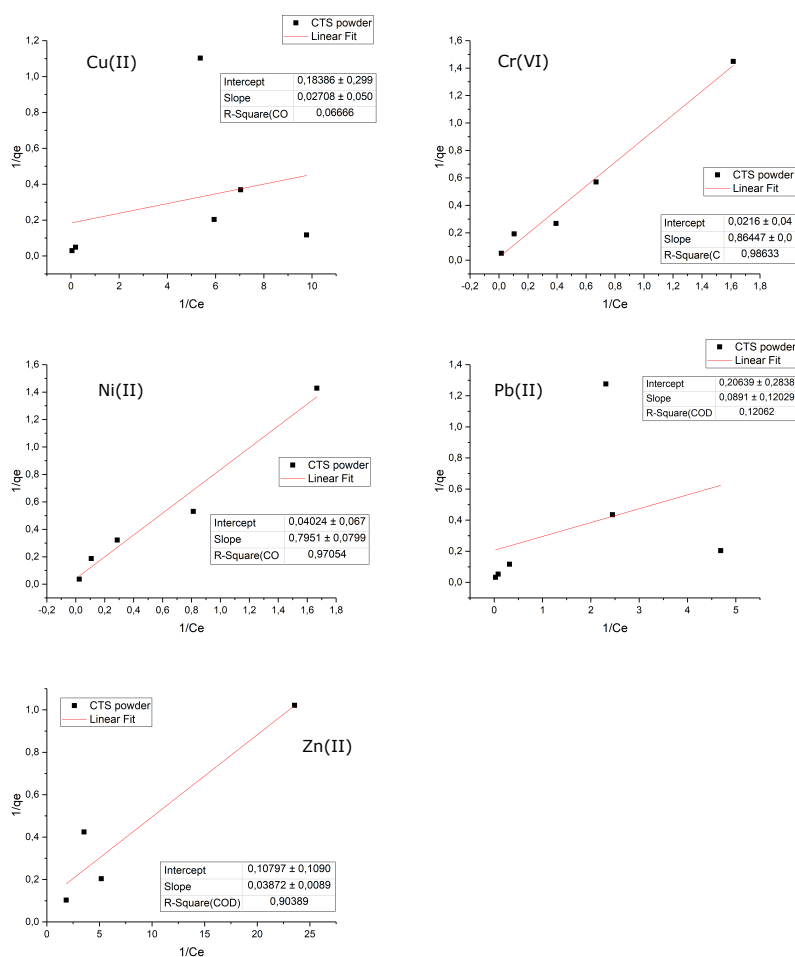 CTS powder
Linear Fit
Cu(II)
Intercept 0,18386 ± 0,299
Slope 0,02708 ± 0,050
R-Square(CO 0,06666
1,2
1,0
0,8
0,6
0,4
0,2
0,0
1/qe
0 2 4 6 8 10
1/Ce
Cr(VI)
CTS powder
Linear Fit
Intercept 0,0216 ± 0,04
Slope 0,86447 ± 0,0
R-Square(C 0,98633
1,6
1,4
1,2
1,0
0,8
0,6
0,4
0,2
0,0
1/qe
-0,2 0,0 0,2 0,4 0,6 0,8 1,0 1,2 1,4 1,6 1,8
1/Ce
Ni(II)
CTS powder
Linear Fit
Intercept 0,04024 ± 0,067
Slope 0,7951 ± 0,0799
R-Square(CO 0,97054
1,6
1,4
1,2
1,0
0,8
0,6
0,4
0,2
0,0
1/qe
-0,2 0,0 0,2 0,4 0,6 0,8 1,0 1,2 1,4 1,6 1,8
1/Ce
CTS powder
Linear Fit
Pb(II)
Intercept 0,20639 ± 0,2838
Slope 0,0891 ± 0,12029
R-Square(COD 0,12062
1,4
1,2
1,0
0,8
0,6
0,4
0,2
0,0
1/qe
0 1 2 3 4 5
1/Ce
CTS powder
Linear Fit
Zn(II)
Intercept 0,10797 ± 0,1090
Slope 0,03872 ± 0,0089
R-Square(COD) 0,90389
1,0
0,8
0,6
0,4
0,2
0,0
1/qe
0 5 10 15 20 25
1/Ce